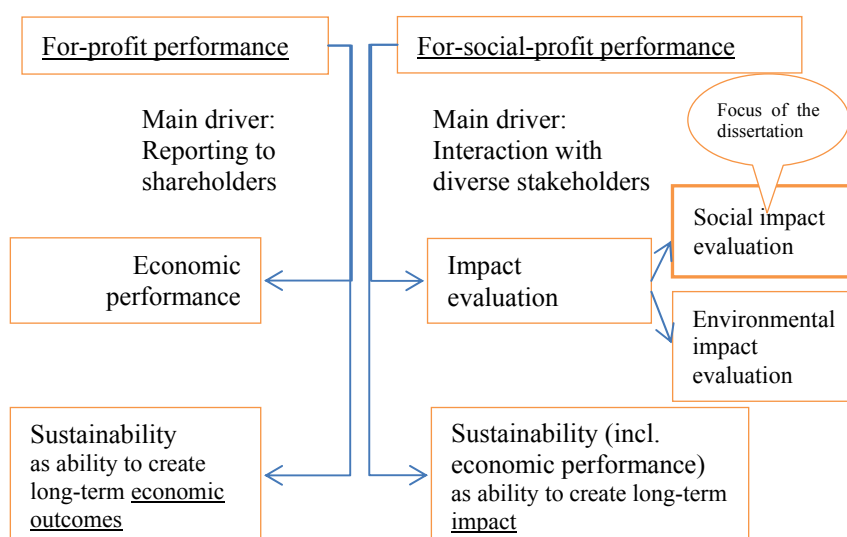 For-profit performance
For-social-profit performance
Focus of the
dissertation
Main driver:
Reporting to
shareholders
Main driver:
Interaction with
diverse stakeholders
Social impact
evaluation
Economic
performance
Impact
evaluation
Environmental
impact
evaluation
Sustainability
as ability to create
long-term economic
outcomes
Sustainability (incl.
economic performance)
as ability to create long-term
impact